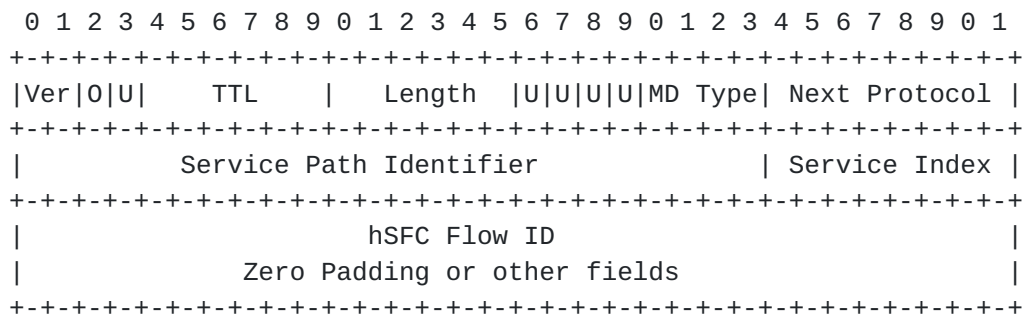 0 1 2 3 4 5 6 7 8 9 0 1 2 3 4 5 6 7 8 9 0 1 2 3 4 5 6 7 8 9 0 1
+-+-+-+-+-+-+-+-+-+-+-+-+-+-+-+-+-+-+-+-+-+-+-+-+-+-+-+-+-+-+-+-+
|Ver|O|U|    TTL    |   Length  |U|U|U|U|MD Type| Next Protocol |
+-+-+-+-+-+-+-+-+-+-+-+-+-+-+-+-+-+-+-+-+-+-+-+-+-+-+-+-+-+-+-+-+
|          Service Path Identifier              | Service Index |
+-+-+-+-+-+-+-+-+-+-+-+-+-+-+-+-+-+-+-+-+-+-+-+-+-+-+-+-+-+-+-+-+
|                      hSFC Flow ID                             |
|              Zero Padding or other fields                     |
+-+-+-+-+-+-+-+-+-+-+-+-+-+-+-+-+-+-+-+-+-+-+-+-+-+-+-+-+-+-+-+-+